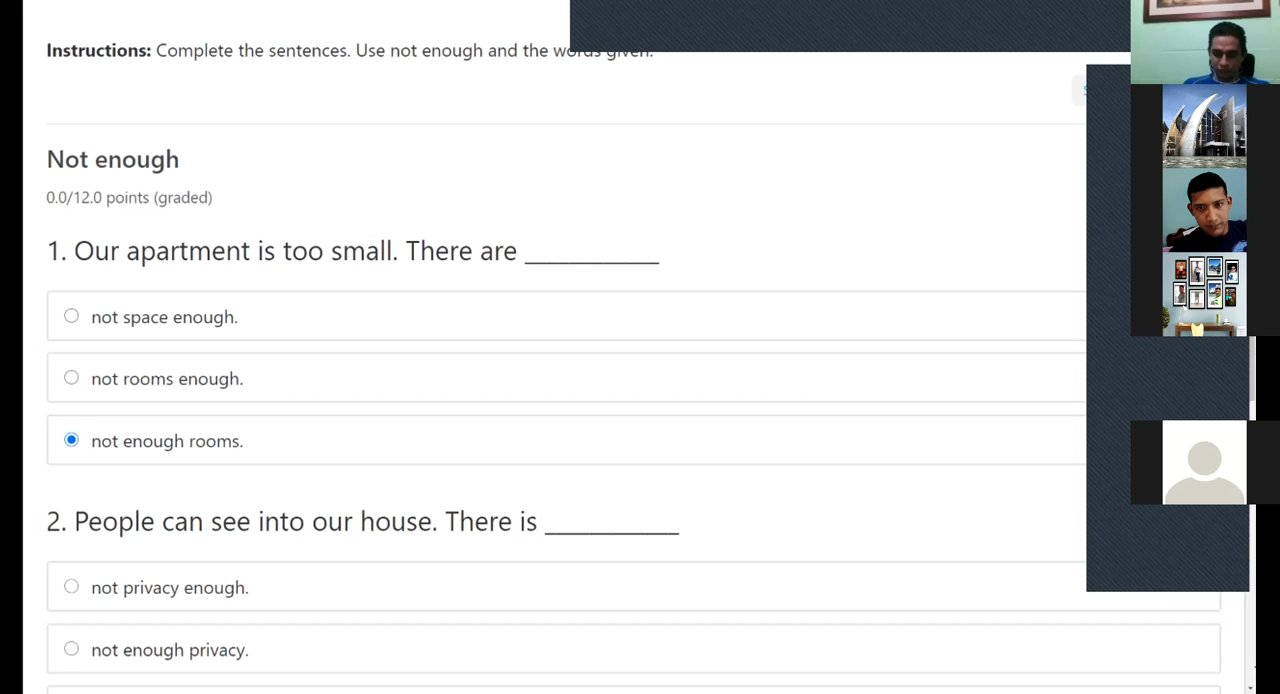 Instructions: Complete the sentences. Use not enough and the words given.
Not enough
0.0/12.0 points (graded)
1. Our apartment is too small. There are ___________
not space enough.
not rooms enough.
not enough rooms.
2. People can see into our house. There is ___________
not privacy enough.
not enough privacy.